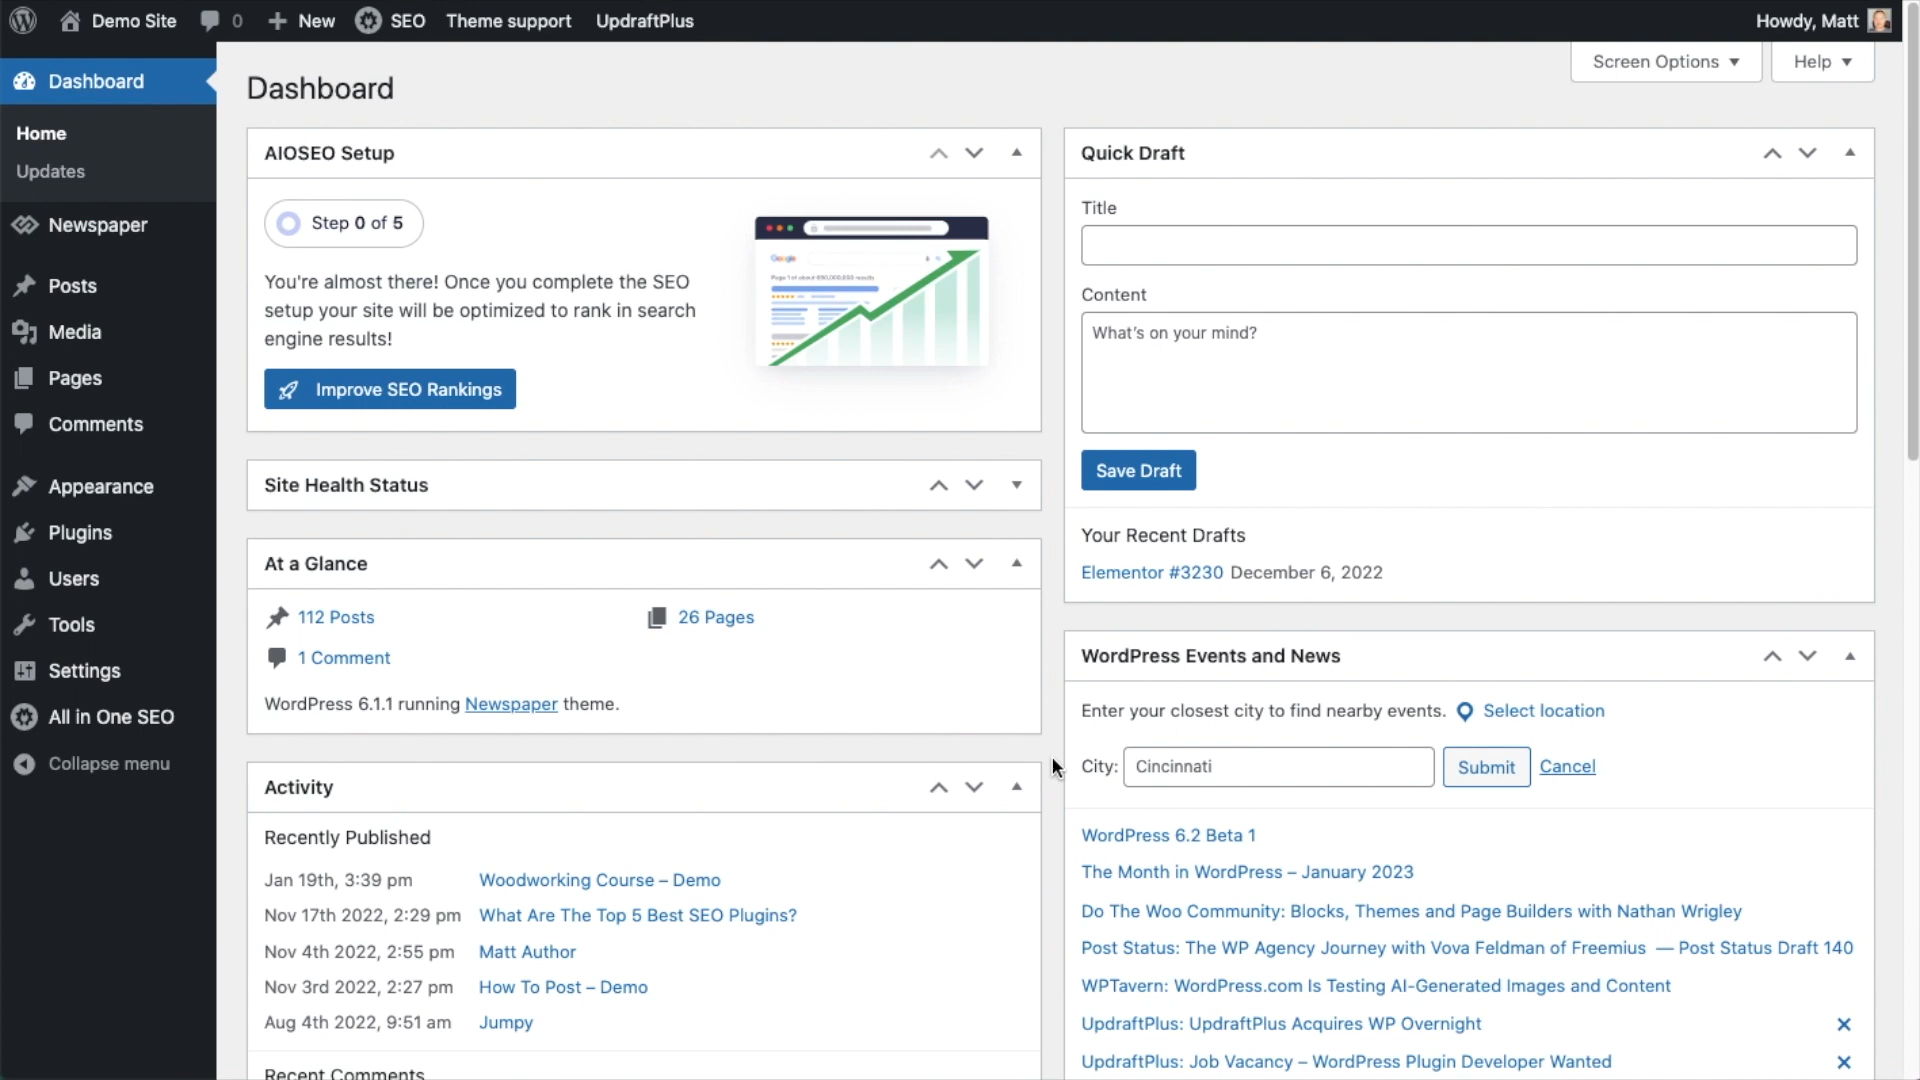 Demo Site
0
New
SEO
Theme support
UpdraftPlus
Howdy, Matt
Dashboard
Home
Updates
Newspaper
Posts
Media
Pages
Comments
Appearance
Plugins
Users
Tools
Settings
All in One SEO
Collapse menu
Screen Options
Help
Dashboard
AIOSEO Setup
Step 0 of 5
You're almost there! Once you complete the SEO
setup your site will be optimized to rank in search
engine results!
Google
Improve SEO Rankings
Site Health Status
At a Glance
112 Posts
26 Pages
1 Comment
WordPress 6.1.1 running Newspaper theme.
Activity
Recently Published
Jan 19th, 3:39 pm Woodworking Course – Demo
Nov 17th 2022, 2:29 pm What Are The Top 5 Best SEO Plugins?
Nov 4th 2022, 2:55 pm Matt Author
Nov 3rd 2022, 2:27 pm How To Post – Demo
Aug 4th 2022, 9:51 am Jumpy
Recent Comments
Quick Draft
Title
Content
What's on your mind?
Save Draft
Your Recent Drafts
Elementor #3230 December 6, 2022
WordPress Events and News
Enter your closest city to find nearby events. Select location
City: Cincinnati Submit Cancel
WordPress 6.2 Beta 1
The Month in WordPress – January 2023
Do The Woo Community: Blocks, Themes and Page Builders with Nathan Wrigley
Post Status: The WP Agency Journey with Vova Feldman of Freemius — Post Status Draft 140
WPTavern: WordPress.com Is Testing AI-Generated Images and Content
UpdraftPlus: UpdraftPlus Acquires WP Overnight
UpdraftPlus: Job Vacancy – WordPress Plugin Developer Wanted